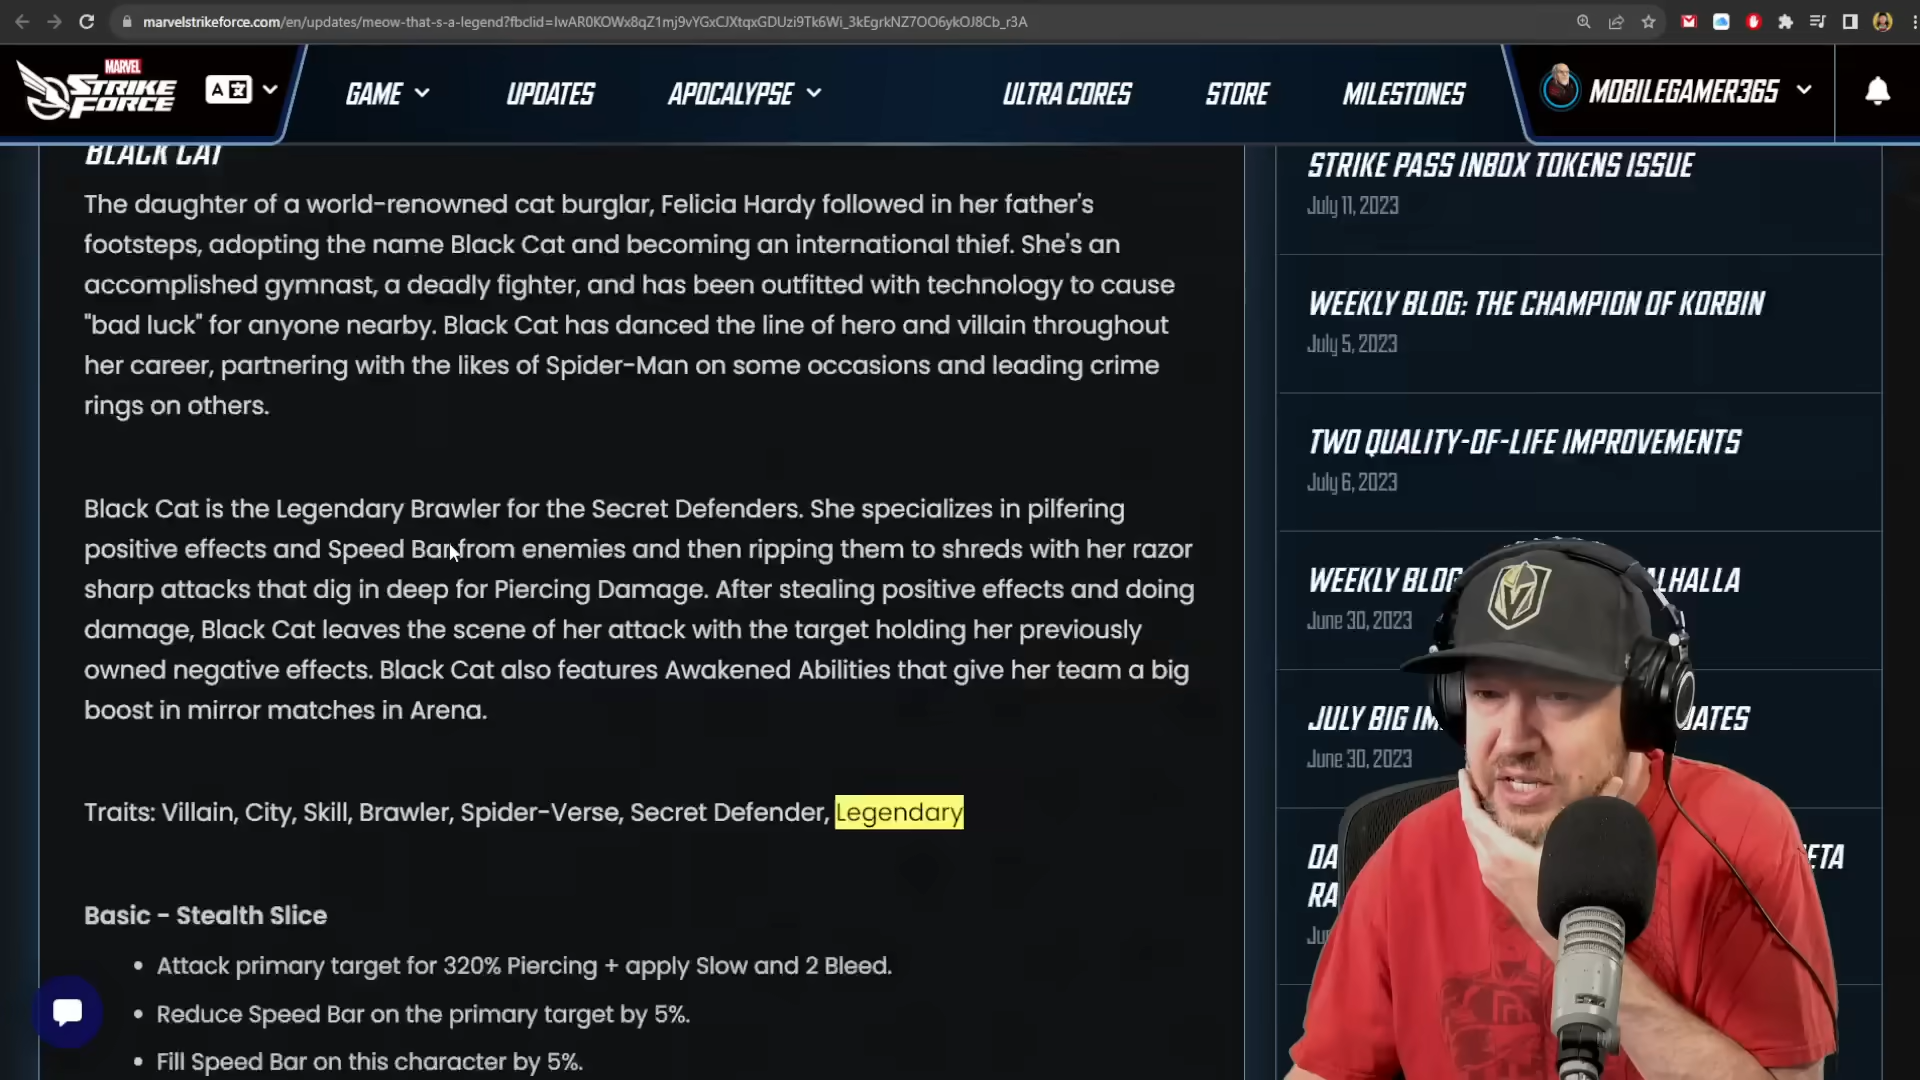 marvelstrikeforce.com/en/updates/meow-that-s-a-legend?fbclid=IwAR0KOWx8qZ1mj9vYGxCJXtqxGDUzi9Tk6Wi_3kEgrkNZ7OO6ykOJ8Cb_r3A
MARVEL
STRIKE
FORCE
GAME
UPDATES
APOCALYPSE
ULTRA CORES
STORE
MILESTONES
MOBILEGAMER365
BLACK CAT
The daughter of a world-renowned cat burglar, Felicia Hardy followed in her father's
footsteps, adopting the name Black Cat and becoming an international thief. She's an
accomplished gymnast, a deadly fighter, and has been outfitted with technology to cause
"bad luck" for anyone nearby. Black Cat has danced the line of hero and villain throughout
her career, partnering with the likes of Spider-Man on some occasions and leading crime
rings on others.
Black Cat is the Legendary Brawler for the Secret Defenders. She specializes in pilfering
positive effects and Speed Bar from enemies and then ripping them to shreds with her razor
sharp attacks that dig in deep for Piercing Damage. After stealing positive effects and doing
damage, Black Cat leaves the scene of her attack with the target holding her previously
owned negative effects. Black Cat also features Awakened Abilities that give her team a big
boost in mirror matches in Arena.
Traits: Villain, City, Skill, Brawler, Spider-Verse, Secret Defender, Legendary
Basic - Stealth Slice
• Attack primary target for 320% Piercing + apply Slow and 2 Bleed.
• Reduce Speed Bar on the primary target by 5%.
• Fill Speed Bar on this character by 5%.
STRIKE PASS INBOX TOKENS ISSUE
July 11, 2023
WEEKLY BLOG: THE CHAMPION OF KORBIN
July 5, 2023
TWO QUALITY-OF-LIFE IMPROVEMENTS
July 6, 2023
WEEKLY BLOG
June 30, 2023
JULY BIG
June 30, 2023